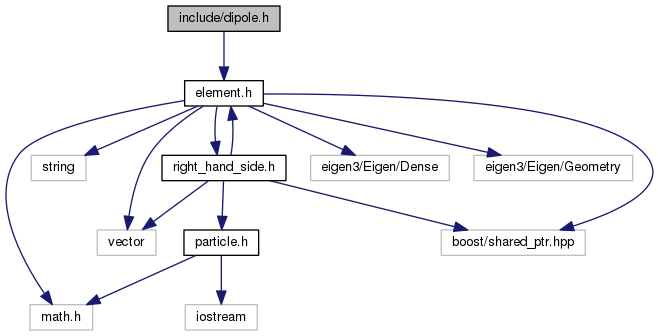 include/dipole.h
element.h
string
right_hand_side.h
eigen3/Eigen/Dense
eigen3/Eigen/Geometry
vector
particle.h
boost/shared_ptr.hpp
math.h
iostream